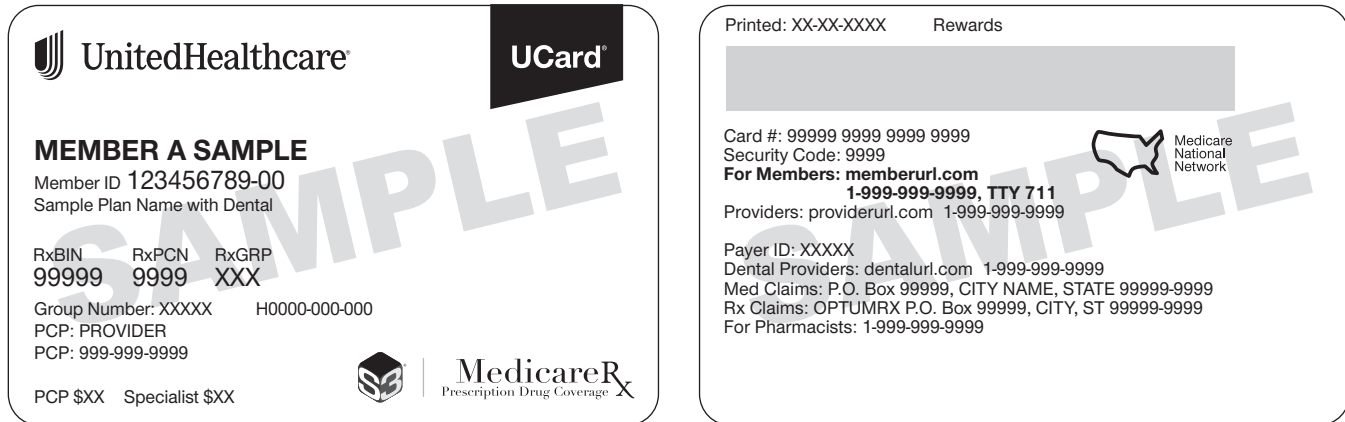 UnitedHealthcare®
UCard®
MEMBER A SAMPLE
Member ID 123456789-00
Sample Plan Name with Dental
RxBIN RxPCN RxGRP
99999 9999 XXX
Group Number: XXXXX H0000-000-000
PCP: PROVIDER
PCP: 999-999-9999
PCP $XX Specialist $XX
S3
MedicareRx
Prescription Drug Coverage
SAMPLE
Printed: XX-XX-XXXX Rewards
Card #: 99999 9999 9999 9999
Security Code: 9999
For Members: memberurl.com
1-999-999-9999, TTY 711
Providers: providerurl.com 1-999-999-9999
Medicare
National
Network
Payer ID: XXXXX
Dental Providers: dentalurl.com 1-999-999-9999
Med Claims: P.O. Box 99999, CITY NAME, STATE 99999-9999
Rx Claims: OPTUMRX P.O. Box 99999, CITY, ST 99999-9999
For Pharmacists: 1-999-999-9999
SAMPLE